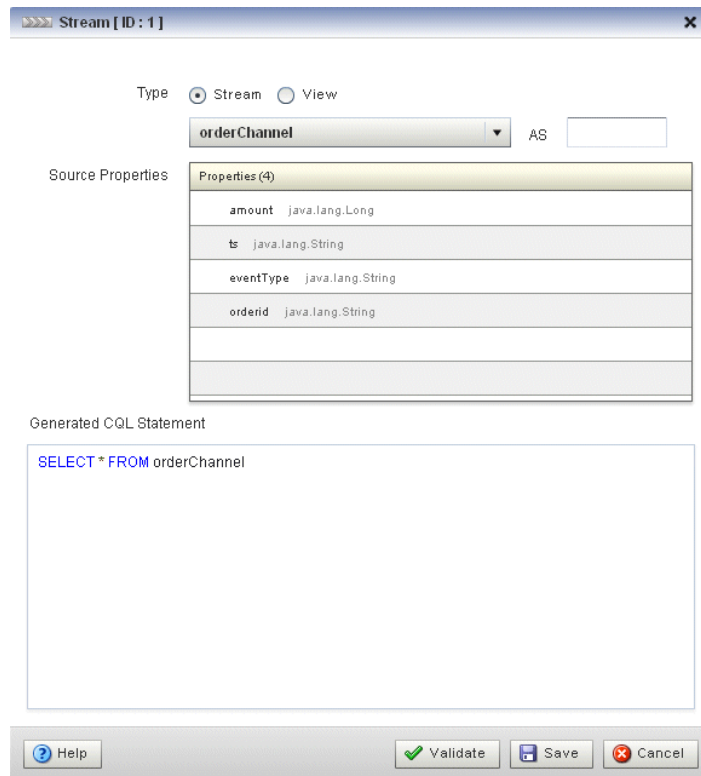 Stream [ ID : 1 ]
Type Stream View
orderChannel AS
Source Properties Properties (4)
amount java.lang.Long
ts java.lang.String
eventType java.lang.String
orderid java.lang.String
Generated CQL Statement
SELECT * FROM orderChannel
Help Validate Save Cancel